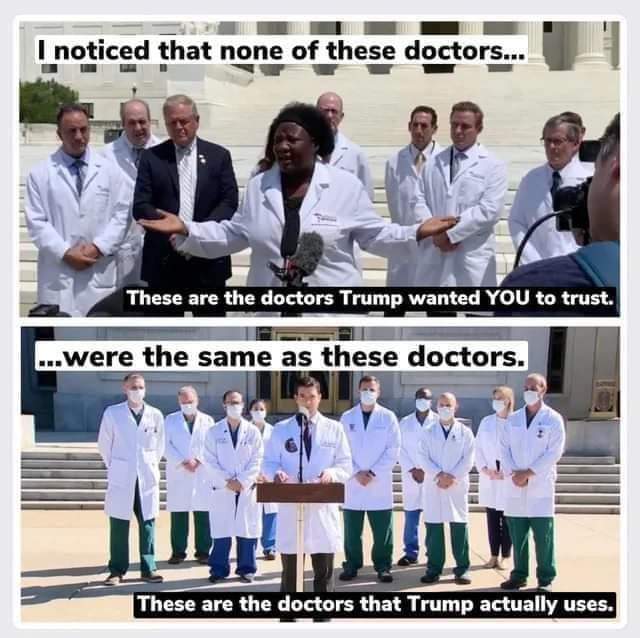 I noticed that none of these doctors...
These are the doctors Trump wanted YOU to trust.
...were the same as these doctors.
These are the doctors that Trump actually uses.